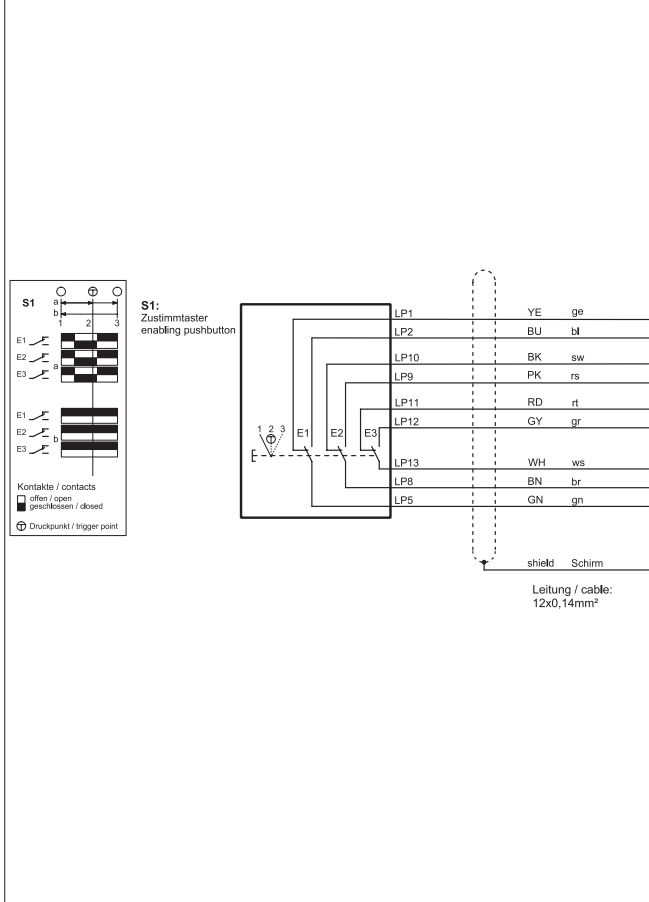 S1
a
b
1 2 3
E1
E2
a
E3
E1
E2
b
E3
Kontakte / contacts
offen / open
geschlossen / closed
T Druckpunkt / trigger point
S1:
Zustimmtaster
enabling pushbutton
1 2 3
T
E1 E2 E3
LP1 YE ge
LP2 BU bl
LP10 BK sw
LP9 PK rs
LP11 RD rt
LP12 GY gr
LP13 WH ws
LP8 BN br
LP5 GN gn
shield Schirm
Leitung / cable:
12x0,14mm²